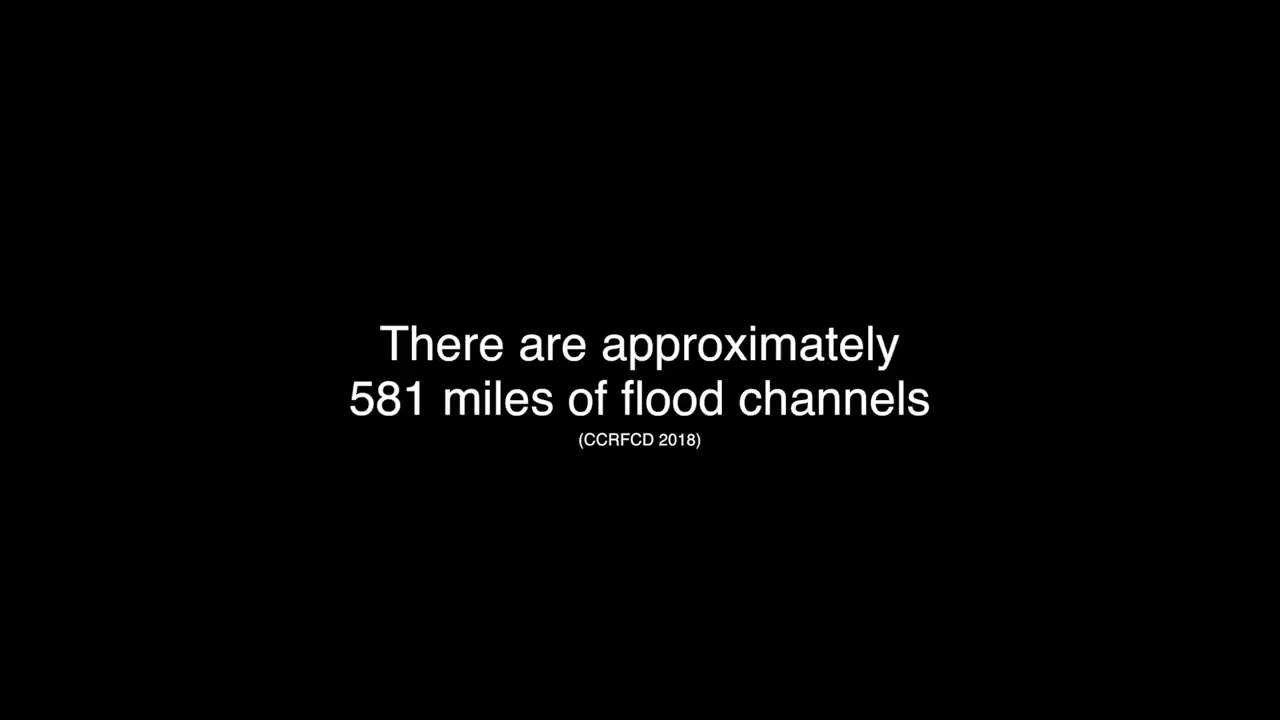 There are approximately
581 miles of flood channels
(CCRFCD 2018)